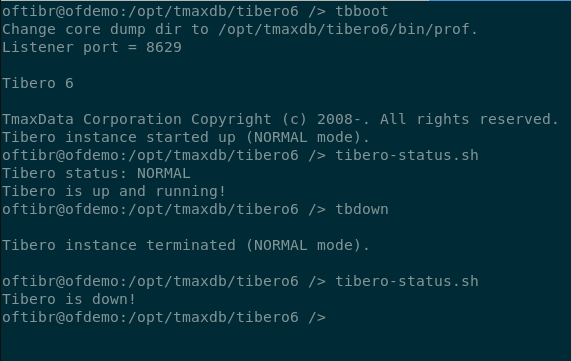 oftibr@ofdemo:/opt/tmaxdb/tibero6 /> tbboot
Change core dump dir to /opt/tmaxdb/tibero6/bin/prof.
Listener port = 8629
Tibero 6
TmaxData Corporation Copyright (c) 2008-. All rights reserved.
Tibero instance started up (NORMAL mode).
oftibr@ofdemo:/opt/tmaxdb/tibero6 /> tibero-status.sh
Tibero status: NORMAL
Tibero is up and running!
oftibr@ofdemo:/opt/tmaxdb/tibero6 /> tbdown
Tibero instance terminated (NORMAL mode).
oftibr@ofdemo:/opt/tmaxdb/tibero6 /> tibero-status.sh
Tibero is down!
oftibr@ofdemo:/opt/tmaxdb/tibero6 />